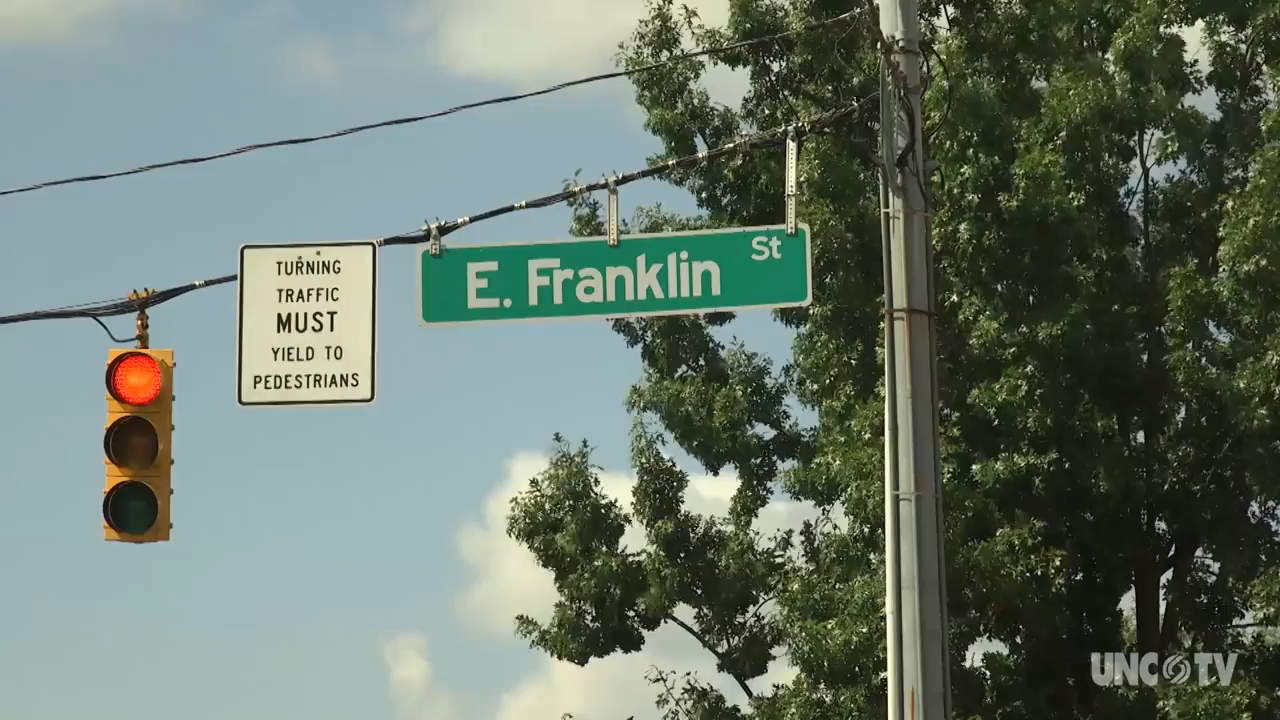 TURNING
TRAFFIC
MUST
YIELD TO
PEDESTRIANS
E. Franklin St
UNC TV